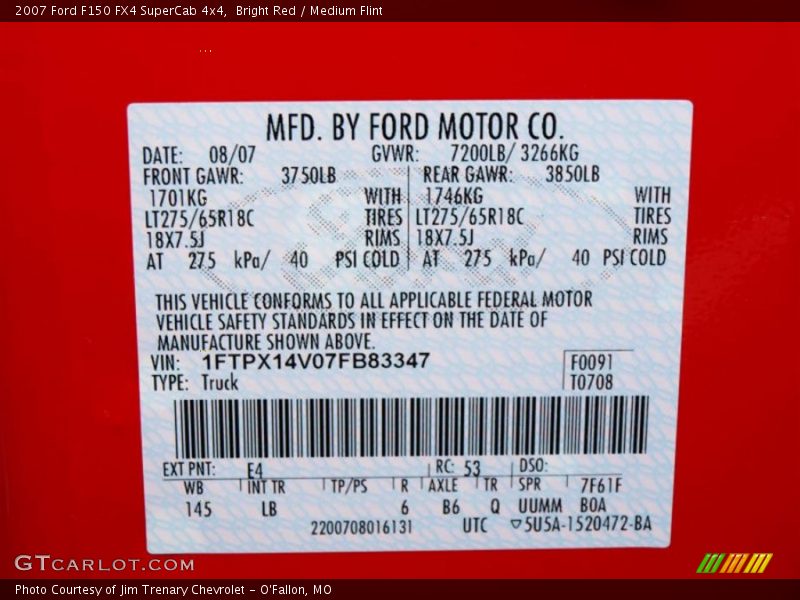 2007 Ford F150 FX4 SuperCab 4x4,  Bright Red / Medium Flint
...
MFD. BY FORD MOTOR CO.
DATE: 08/07 GVWR: 7200LB/ 3266KG
FRONT GAWR: 3750LB REAR GAWR: 3850LB
1701KG WITH 1746KG WITH
LT275/65R18C TIRES LT275/65R18C TIRES
18X7.5J RIMS 18X7.5J RIMS
AT 275 kPa/ 40 PSI COLD AT 275 kPa/ 40 PSI COLD
THIS VEHICLE CONFORMS TO ALL APPLICABLE FEDERAL MOTOR
VEHICLE SAFETY STANDARDS IN EFFECT ON THE DATE OF
MANUFACTURE SHOWN ABOVE.
VIN: 1FTPX14V07FB83347 F0091
TYPE: Truck T0708
EXT PNT: E4 RC: 53 DSO:
WB INT TR TP/PS R AXLE TR SPR 7F61F
145 LB 6 B6 Q UUMM B0A
2200708016131 UTC ▽5U5A-1520472-BA
GTCARLOT.COM
Photo Courtesy of Jim Trenary Chevrolet - O'Fallon, MO